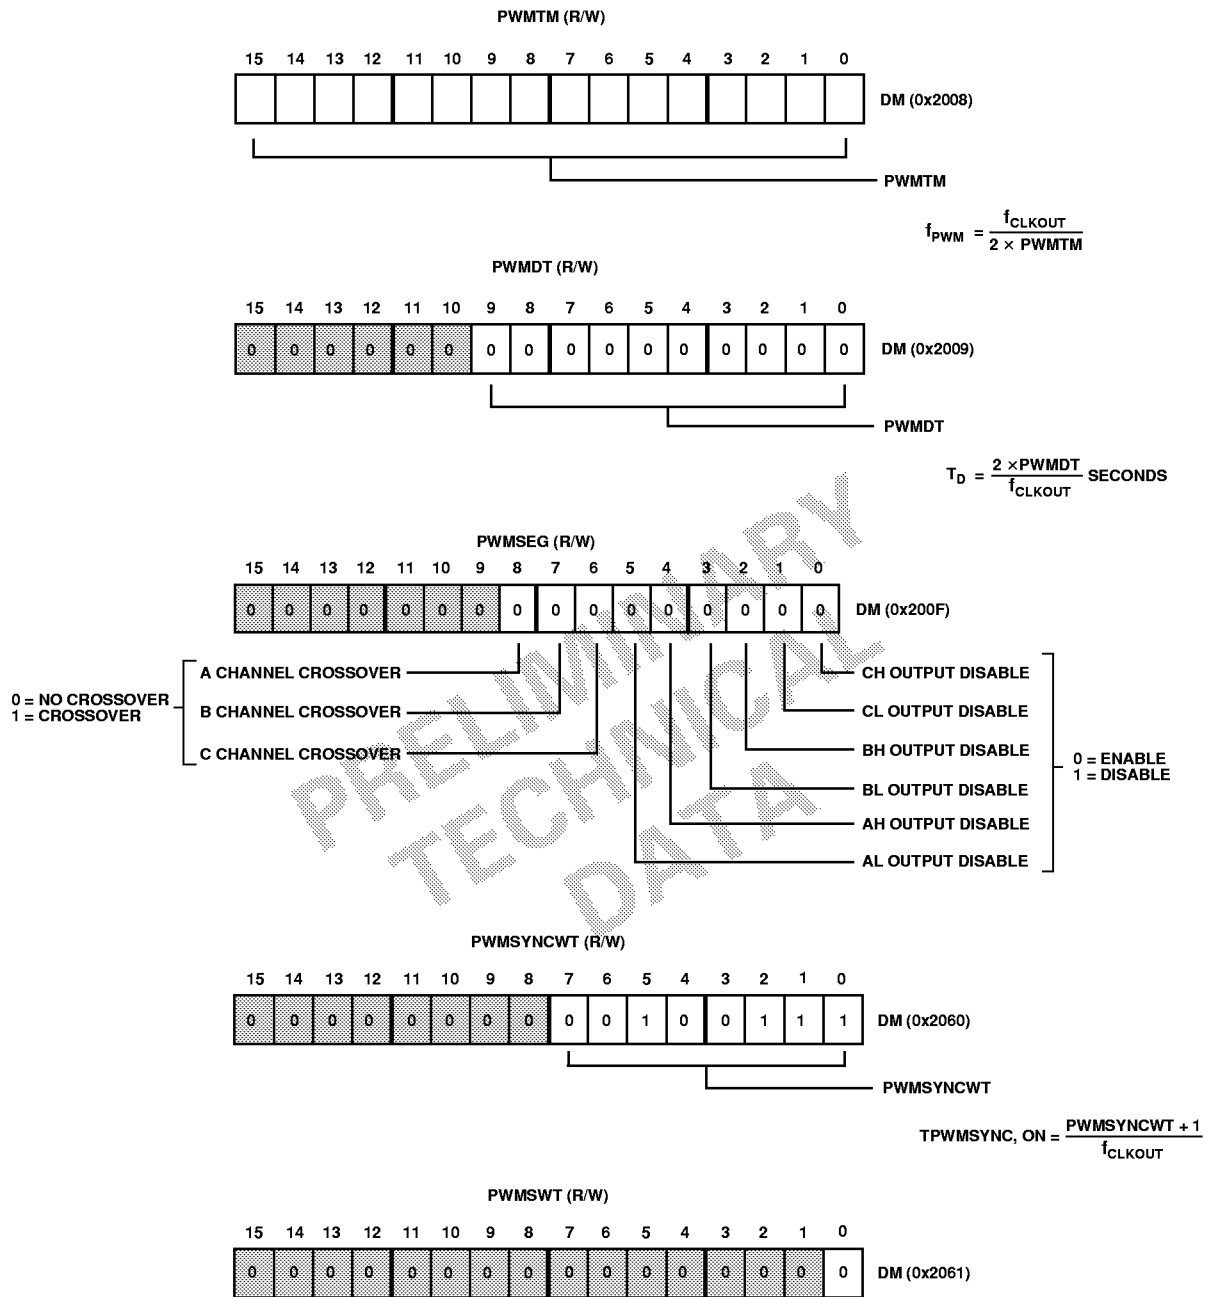 PWMTM (R/W)
15 14 13 12 11 10 9 8 7 6 5 4 3 2 1 0
DM (0x2008)
PWMTM
fPWM = fCLKOUT / 2 × PWMTM
PWMDT (R/W)
15 14 13 12 11 10 9 8 7 6 5 4 3 2 1 0
0 0 0 0 0 0 0 0 0 0 0 0 0 0 0 0 DM (0x2009)
PWMDT
TD = 2 ×PWMDT / fCLKOUT SECONDS
PWMSEG (R/W)
15 14 13 12 11 10 9 8 7 6 5 4 3 2 1 0
0 0 0 0 0 0 0 0 0 0 0 0 0 0 0 0 DM (0x200F)
0 = NO CROSSOVER
1 = CROSSOVER
A CHANNEL CROSSOVER
B CHANNEL CROSSOVER
C CHANNEL CROSSOVER
CH OUTPUT DISABLE
CL OUTPUT DISABLE
BH OUTPUT DISABLE
BL OUTPUT DISABLE
AH OUTPUT DISABLE
AL OUTPUT DISABLE
0 = ENABLE
1 = DISABLE
PRELIMINARY
TECHNICAL
DATA
PWMSYNCWT (R/W)
15 14 13 12 11 10 9 8 7 6 5 4 3 2 1 0
0 0 0 0 0 0 0 0 0 0 1 0 0 1 1 1 DM (0x2060)
PWMSYNCWT
TPWMSYNC, ON = PWMSYNCWT + 1 / fCLKOUT
PWMSWT (R/W)
15 14 13 12 11 10 9 8 7 6 5 4 3 2 1 0
0 0 0 0 0 0 0 0 0 0 0 0 0 0 0 0 DM (0x2061)